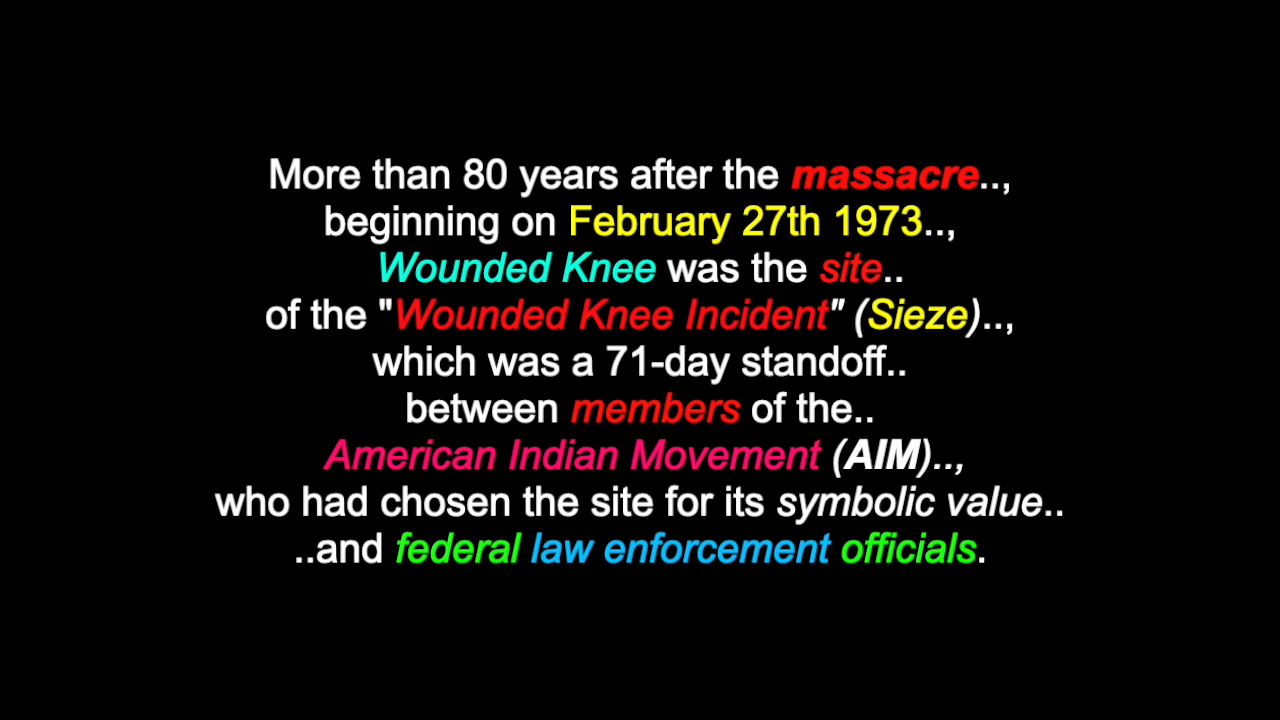 More than 80 years after the massacre..,
beginning on February 27th 1973..,
Wounded Knee was the site..
of the "Wounded Knee Incident" (Sieze)..,
which was a 71-day standoff..
between members of the..
American Indian Movement (AIM)..,
who had chosen the site for its symbolic value..
..and federal law enforcement officials.